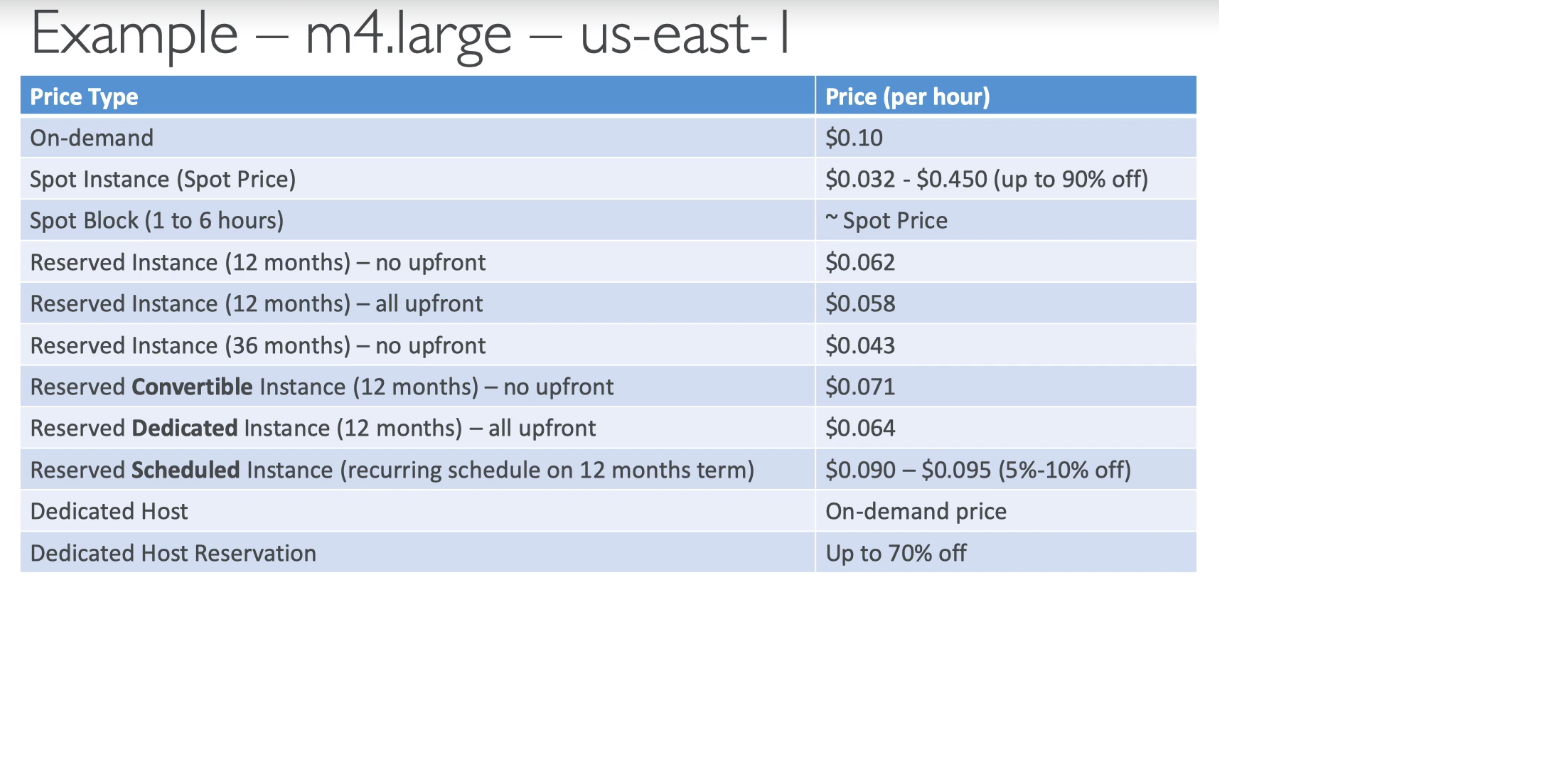 Example – m4.large – us-east-1
Price Type Price (per hour)
On-demand $0.10
Spot Instance (Spot Price) $0.032 - $0.450 (up to 90% off)
Spot Block (1 to 6 hours) ~ Spot Price
Reserved Instance (12 months) – no upfront $0.062
Reserved Instance (12 months) – all upfront $0.058
Reserved Instance (36 months) – no upfront $0.043
Reserved Convertible Instance (12 months) – no upfront $0.071
Reserved Dedicated Instance (12 months) – all upfront $0.064
Reserved Scheduled Instance (recurring schedule on 12 months term) $0.090 – $0.095 (5%-10% off)
Dedicated Host On-demand price
Dedicated Host Reservation Up to 70% off